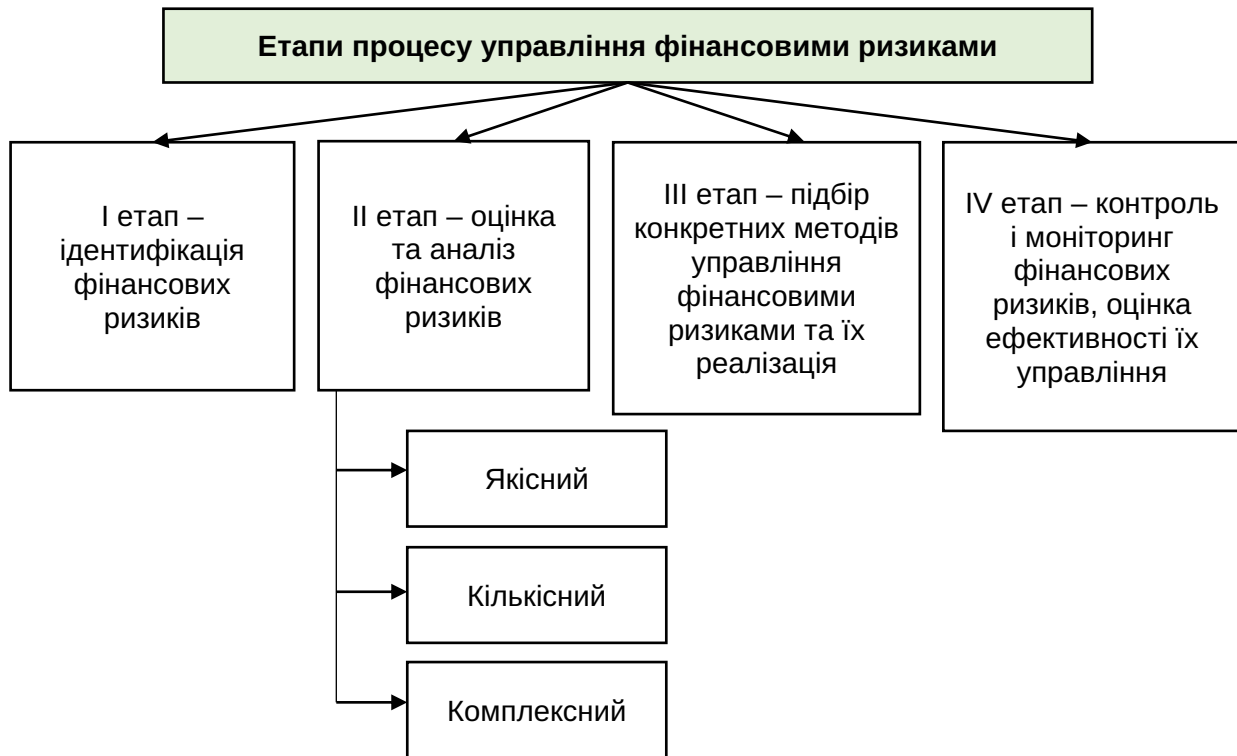 Етапи процесу управління фінансовими ризиками
І етап –
ідентифікація
фінансових
ризиків
ІІ етап – оцінка
та аналіз
фінансових
ризиків
ІІІ етап – підбір
конкретних методів
управління
фінансовими
ризиками та їх
реалізація
IV етап – контроль
і моніторинг
фінансових
ризиків, оцінка
ефективності їх
управління
Якісний
Кількісний
Комплексний